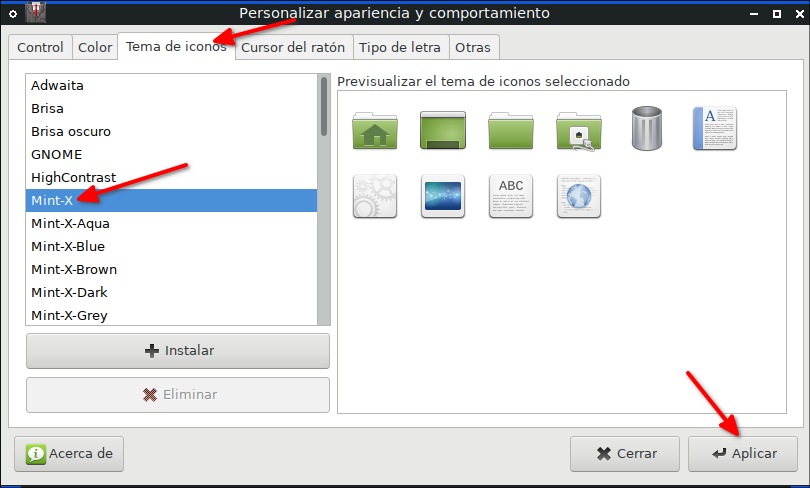 Personalizar apariencia y comportamiento
Control Color Tema de iconos Cursor del ratón Tipo de letra Otras
Adwaita
Brisa
Brisa oscuro
GNOME
HighContrast
Mint-X
Mint-X-Aqua
Mint-X-Blue
Mint-X-Brown
Mint-X-Dark
Mint-X-Grey
Instalar
Eliminar
Previsualizar el tema de iconos seleccionado
A
ABC
Acerca de
Cerrar
Aplicar